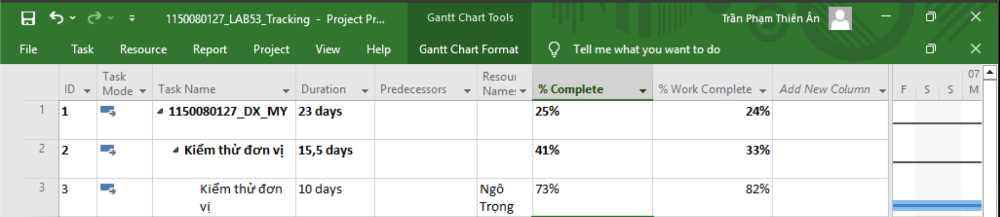 1150080127_LAB53_Tracking - Project Pr...
Gantt Chart Tools
Trần Phạm Thiên Ân
File Task Resource Report Project View Help Gantt Chart Format Tell me what you want to do
ID
Task
Mode
Task Name
Duration
Predecessors
Resour
Names
% Complete
% Work Complete
Add New Column
07
F S S M
1 1 1150080127_DX_MY 23 days 25% 24%
2 2 Kiểm thử đơn vị 15,5 days 41% 33%
3 3 Kiểm thử đơn
vị
10 days
Ngô
Trọng
73% 82%